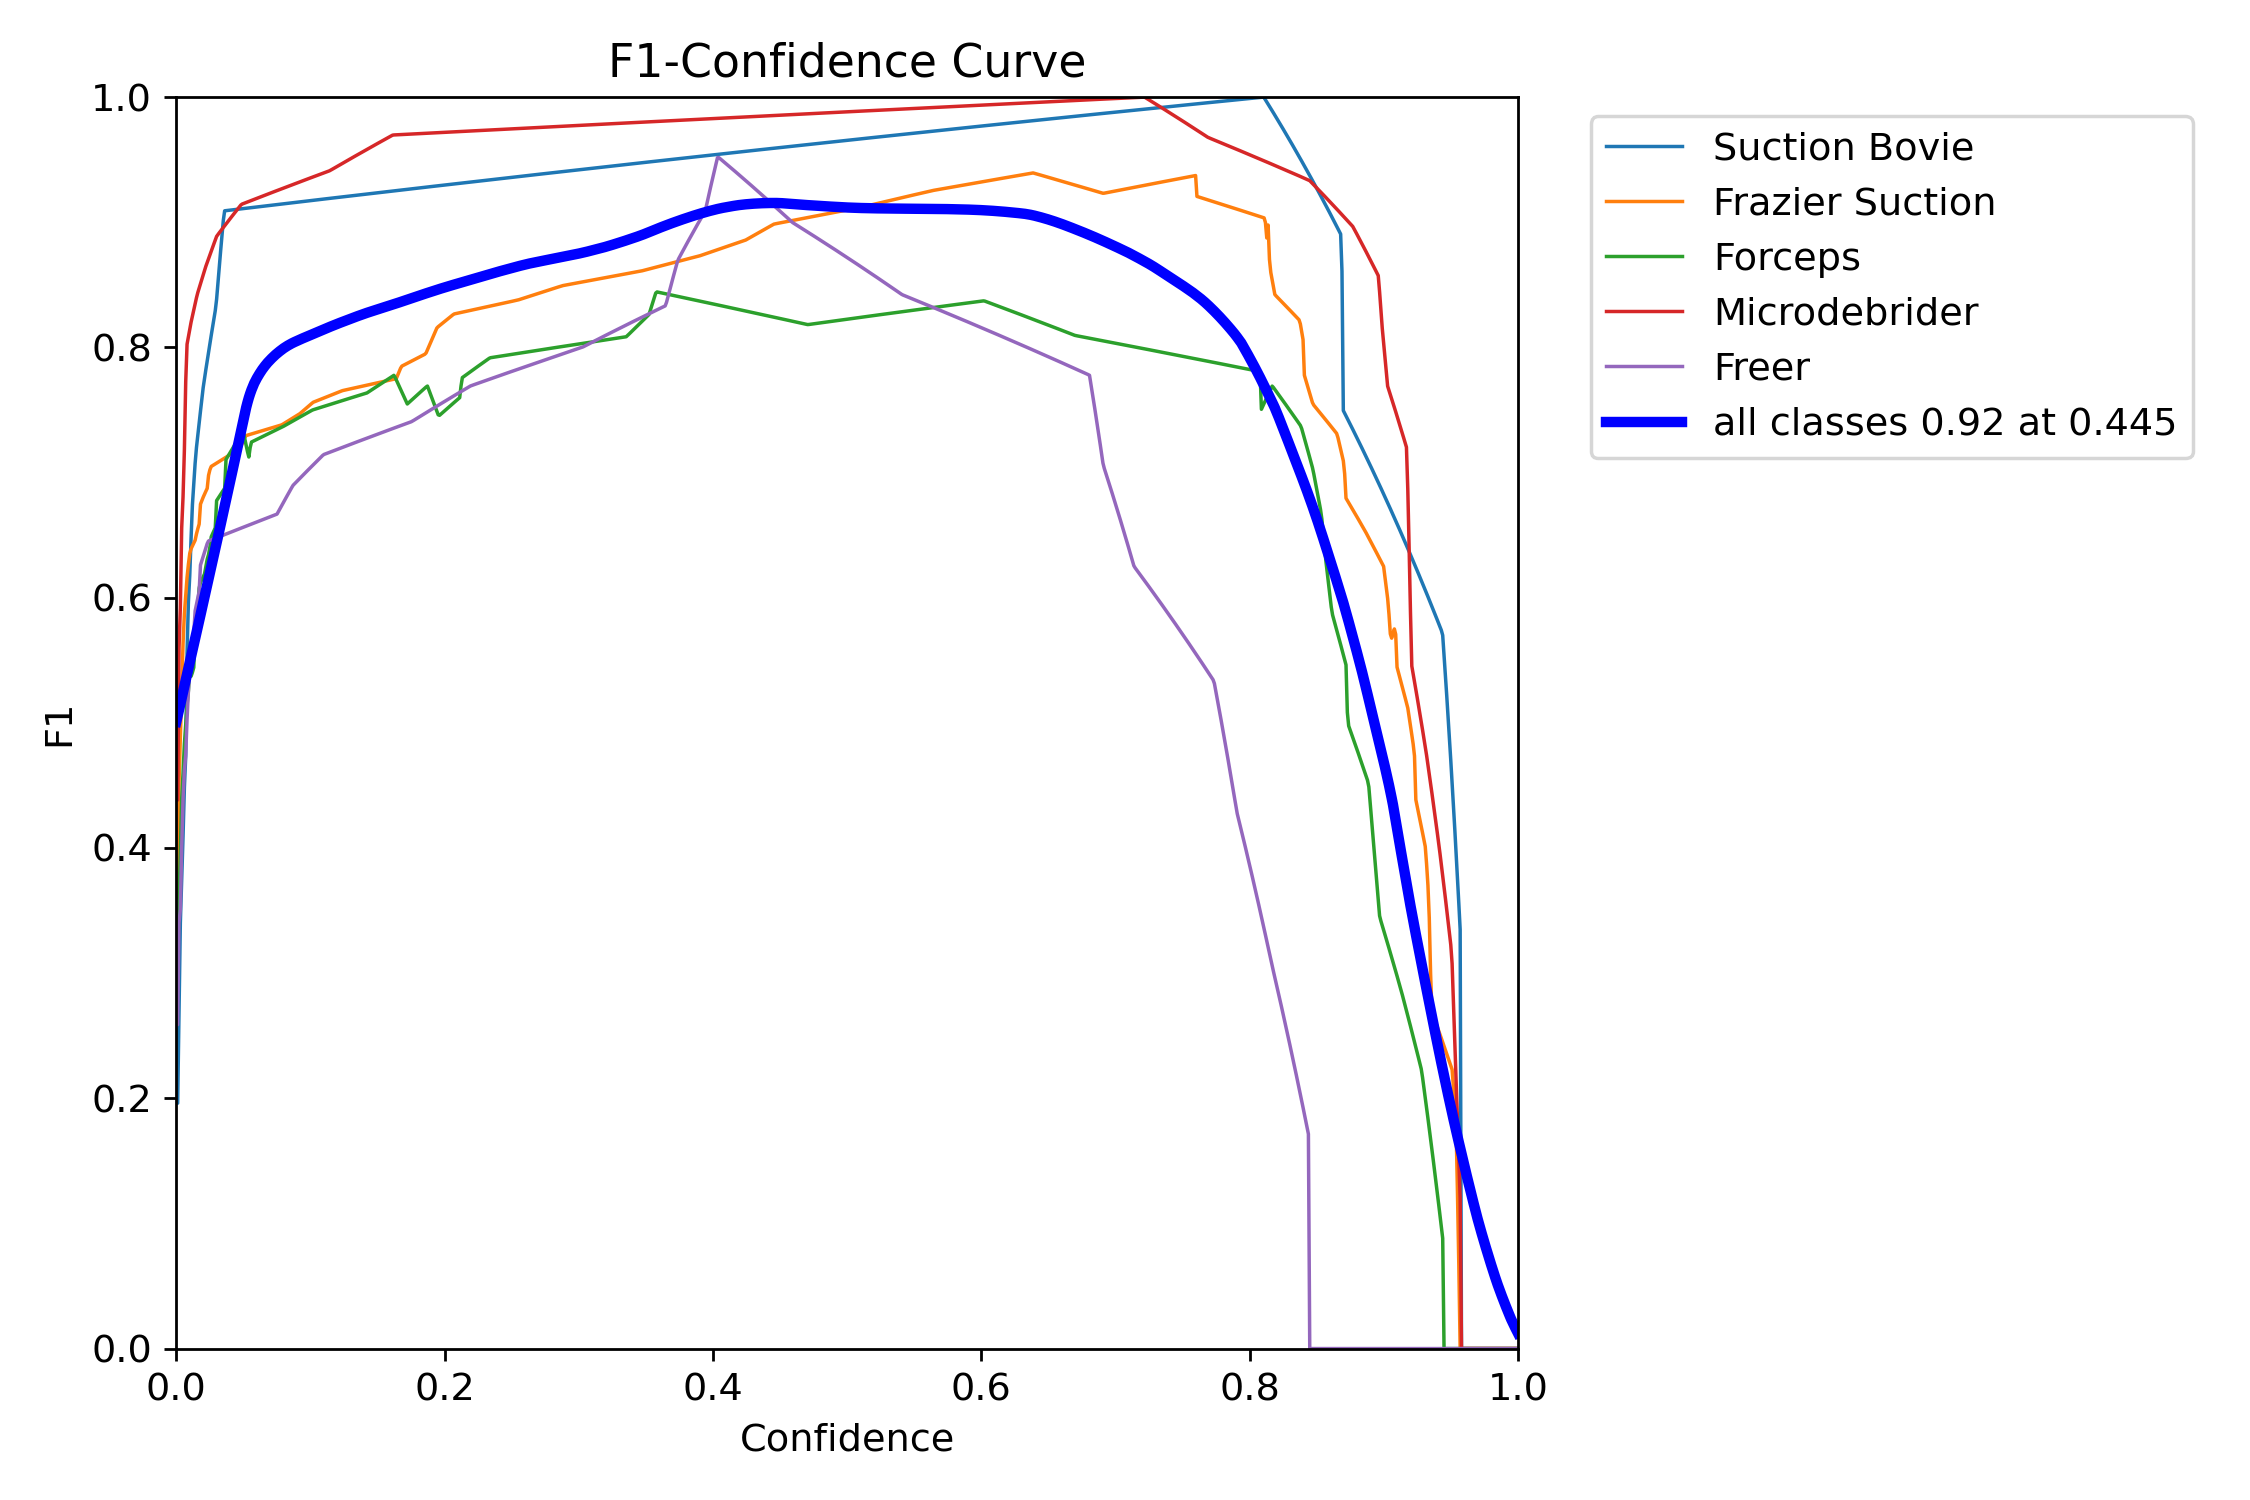 F1-Confidence Curve
1.0
0.8
0.6
0.4
0.2
0.0
F1
0.0 0.2 0.4 0.6 0.8 1.0
Confidence
Suction Bovie
Frazier Suction
Forceps
Microdebrider
Freer
all classes 0.92 at 0.445